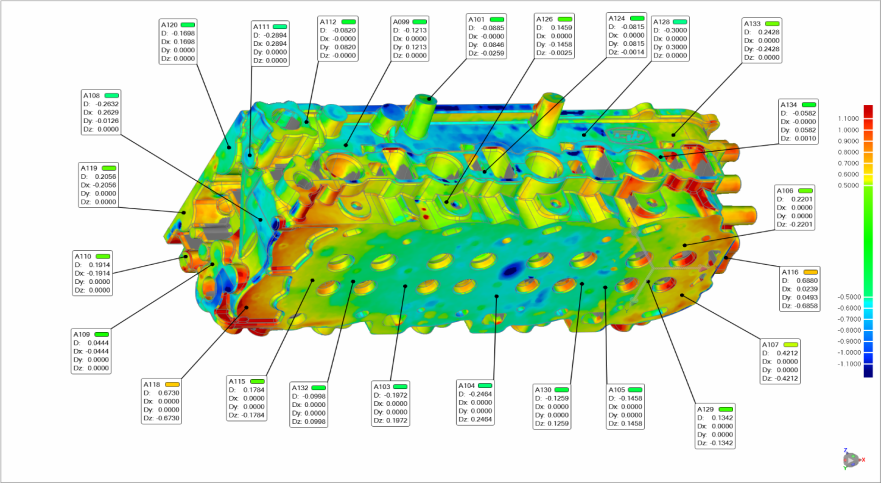 A120
D: -0.1698
Dx: 0.1698
Dy: 0.0000
Dz: 0.0000
A111
D: -0.2894
Dx: 0.2894
Dy: 0.0000
Dz: 0.0000
A112
D: -0.0820
Dx: -0.0000
Dy: 0.0820
Dz: 0.0000
A099
D: -0.1213
Dx: 0.0000
Dy: 0.1213
Dz: 0.0000
A101
D: -0.0885
Dx: -0.0000
Dy: 0.0846
Dz: -0.0259
A126
D: 0.1459
Dx: 0.0000
Dy: -0.1458
Dz: -0.0025
A124
D: -0.0815
Dx: 0.0000
Dy: 0.0815
Dz: -0.0014
A128
D: -0.3000
Dx: 0.0000
Dy: 0.3000
Dz: 0.0000
A133
D: 0.2428
Dx: 0.0000
Dy: -0.2428
Dz: 0.0000
A108
D: -0.2632
Dx: 0.2629
Dy: -0.0126
Dz: 0.0000
A134
D: -0.0582
Dx: -0.0000
Dy: 0.0582
Dz: 0.0010
A119
D: 0.2056
Dx: -0.2056
Dy: 0.0000
Dz: 0.0000
A106
D: 0.2201
Dx: 0.0000
Dy: 0.0000
Dz: -0.2201
A110
D: 0.1914
Dx: -0.1914
Dy: 0.0000
Dz: 0.0000
A116
D: 0.6880
Dx: 0.0239
Dy: 0.0493
Dz: -0.6858
A109
D: 0.0444
Dx: -0.0444
Dy: 0.0000
Dz: 0.0000
A107
D: 0.4212
Dx: 0.0000
Dy: 0.0000
Dz: -0.4212
A118
D: 0.6730
Dx: 0.0000
Dy: 0.0000
Dz: -0.6730
A115
D: 0.1784
Dx: 0.0000
Dy: 0.0000
Dz: -0.1784
A132
D: -0.0998
Dx: 0.0000
Dy: 0.0000
Dz: 0.0998
A103
D: -0.1972
Dx: 0.0000
Dy: 0.0000
Dz: 0.1972
A104
D: -0.2464
Dx: 0.0000
Dy: 0.0000
Dz: 0.2464
A130
D: -0.1259
Dx: 0.0000
Dy: 0.0000
Dz: 0.1259
A105
D: -0.1458
Dx: 0.0000
Dy: 0.0000
Dz: 0.1458
A129
D: 0.1342
Dx: 0.0000
Dy: 0.0000
Dz: -0.1342
1.1000
1.0000
0.9000
0.8000
0.7000
0.6000
0.5000
-0.5000
-0.6000
-0.7000
-0.8000
-0.9000
-1.0000
-1.1000
Z
X
Y